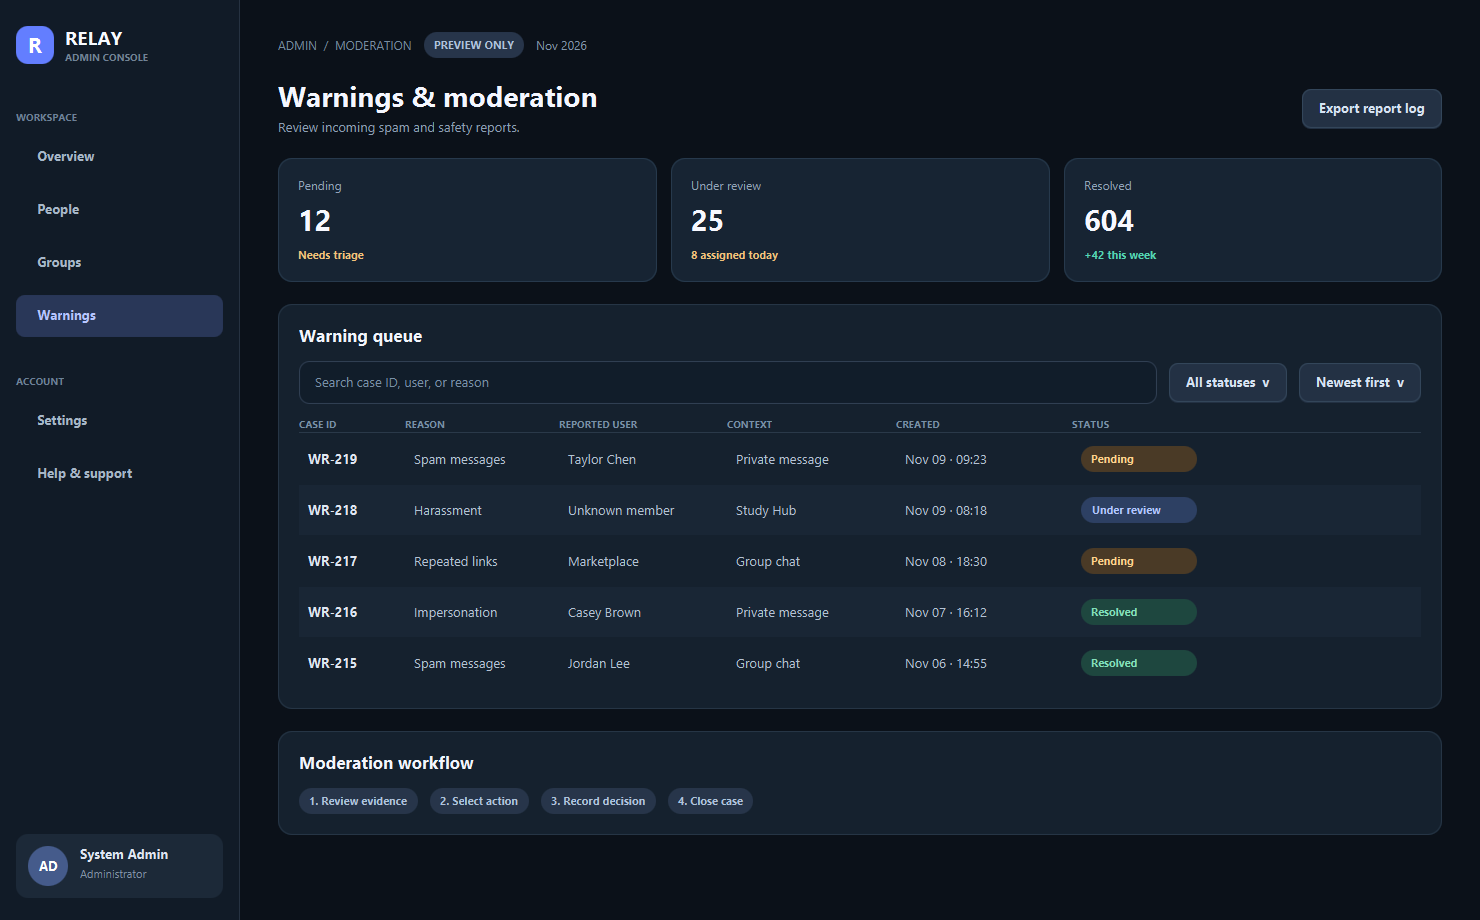 R
RELAY
ADMIN CONSOLE
WORKSPACE
Overview
People
Groups
Warnings
ACCOUNT
Settings
Help & support
AD
System Admin
Administrator
ADMIN / MODERATION PREVIEW ONLY Nov 2026
Warnings & moderation
Review incoming spam and safety reports.
Export report log
Pending
12
Needs triage
Under review
25
8 assigned today
Resolved
604
+42 this week
Warning queue
Search case ID, user, or reason
All statuses v
Newest first v
CASE ID REASON REPORTED USER CONTEXT CREATED STATUS
WR-219 Spam messages Taylor Chen Private message Nov 09 · 09:23 Pending
WR-218 Harassment Unknown member Study Hub Nov 09 · 08:18 Under review
WR-217 Repeated links Marketplace Group chat Nov 08 · 18:30 Pending
WR-216 Impersonation Casey Brown Private message Nov 07 · 16:12 Resolved
WR-215 Spam messages Jordan Lee Group chat Nov 06 · 14:55 Resolved
Moderation workflow
1. Review evidence 2. Select action 3. Record decision 4. Close case